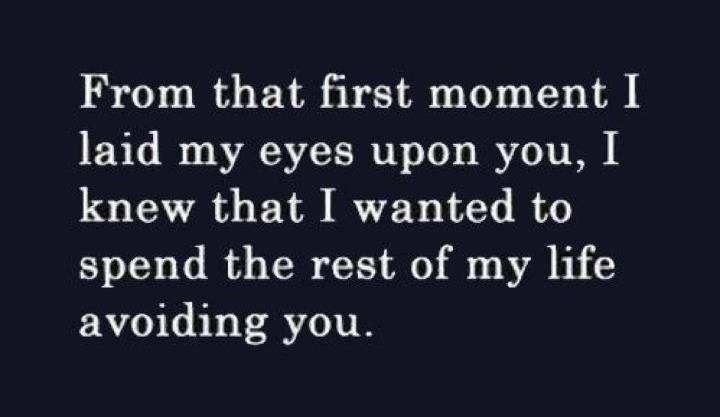 From that first moment I
laid my eyes upon you, I
knew that I wanted to
spend the rest of my life
avoiding you.